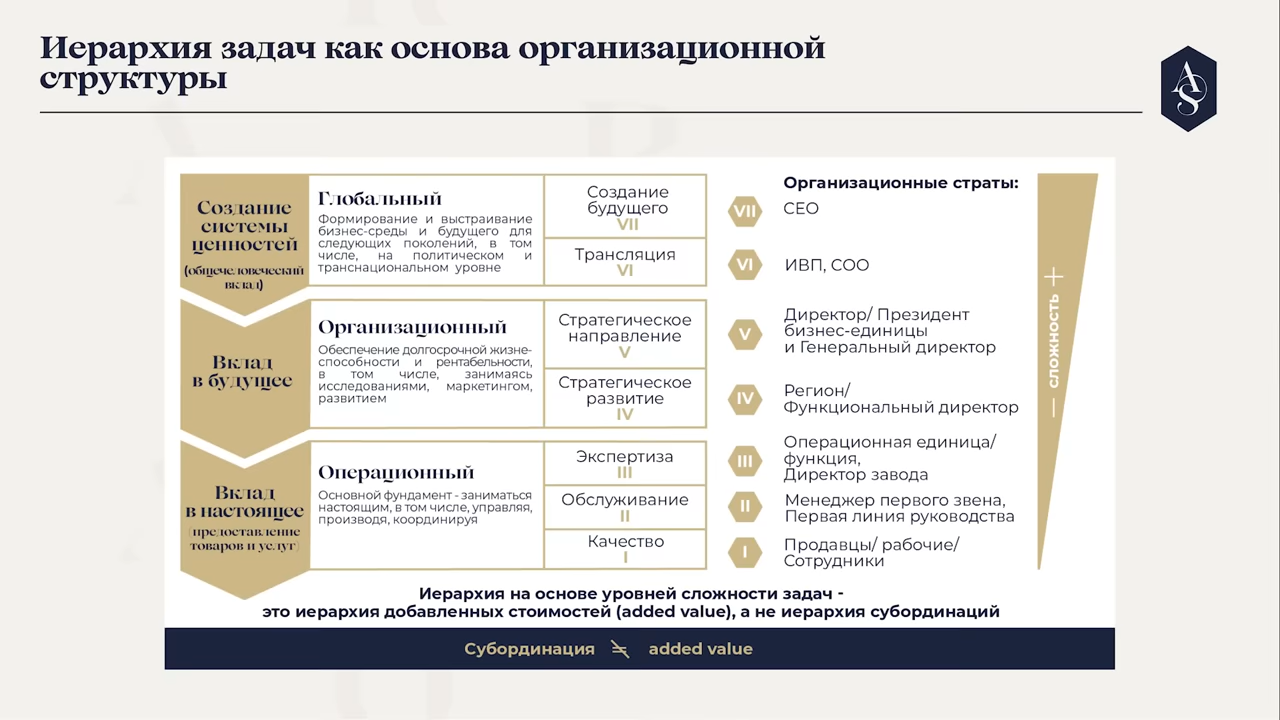 Иерархия задач как основа организационной
структуры
AS
Создание
системы
ценностей
(общечеловеческий
вклад)
Глобальный
Формирование и выстраивание
бизнес-среды и будущего для
следующих поколений, в том
числе, на политическом и
транснациональном уровне
Создание
будущего
VII
Трансляция
VI
Вклад
в будущее
Организационный
Обеспечение долгосрочной жизне-
способности и рентабельности,
в том числе, занимаясь
исследованиями, маркетингом,
развитием
Стратегическое
направление
V
Стратегическое
развитие
IV
Вклад
в настоящее
(предоставление
товаров и услуг)
Операционный
Основной фундамент - заниматься
настоящим, в том числе, управляя,
производя, координируя
Экспертиза
III
Обслуживание
II
Качество
I
Организационные страты:
VII
CEO
VI
ИВП, COO
V
Директор/ Президент
бизнес-единицы
и Генеральный директор
IV
Регион/
Функциональный директор
III
Операционная единица/
функция,
Директор завода
II
Менеджер первого звена,
Первая линия руководства
I
Продавцы/ рабочие/
Сотрудники
— сложность +
Иерархия на основе уровней сложности задач -
это иерархия добавленных стоимостей (added value), а не иерархия субординаций
Субординация ≠ added value